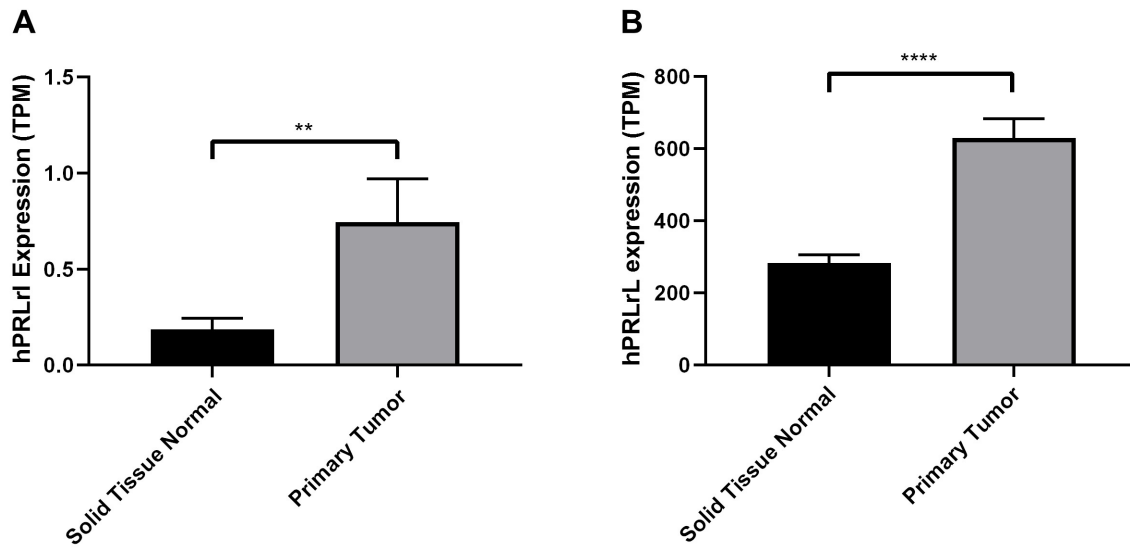 A
hPRLrI Expression (TPM)
1.5
1.0
0.5
0.0
**
Solid Tissue Normal
Primary Tumor
B
hPRLrL expression (TPM)
800
600
400
200
0
****
Solid Tissue Normal
Primary Tumor